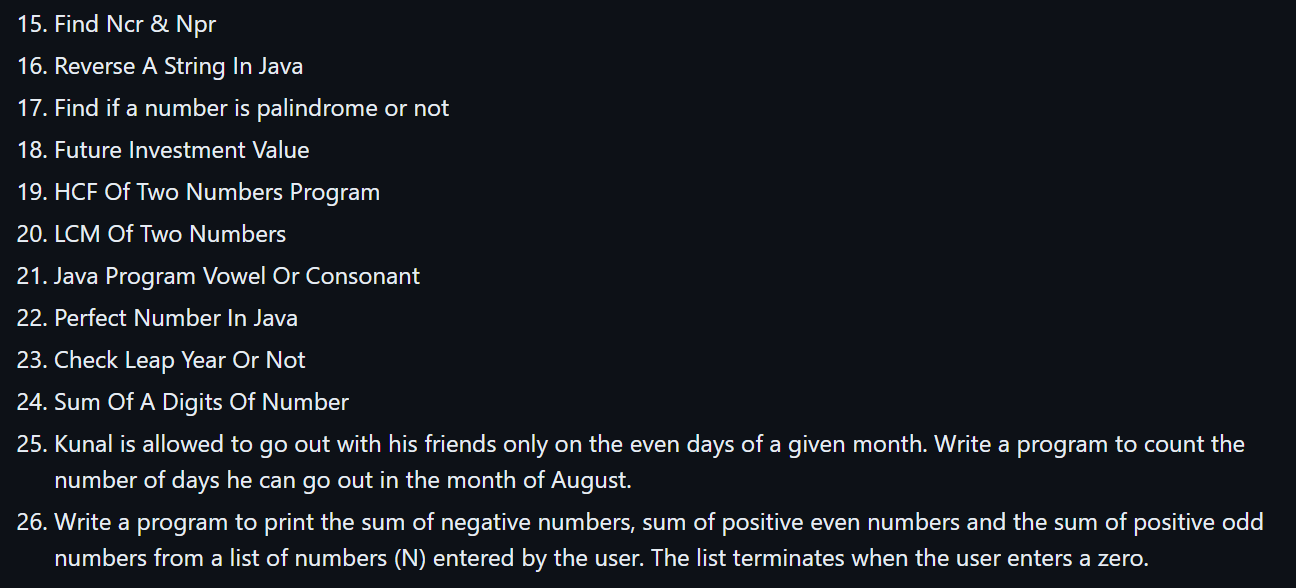 15. Find Ncr & Npr
16. Reverse A String In Java
17. Find if a number is palindrome or not
18. Future Investment Value
19. HCF Of Two Numbers Program
20. LCM Of Two Numbers
21. Java Program Vowel Or Consonant
22. Perfect Number In Java
23. Check Leap Year Or Not
24. Sum Of A Digits Of Number
25. Kunal is allowed to go out with his friends only on the even days of a given month. Write a program to count the
number of days he can go out in the month of August.
26. Write a program to print the sum of negative numbers, sum of positive even numbers and the sum of positive odd
numbers from a list of numbers (N) entered by the user. The list terminates when the user enters a zero.